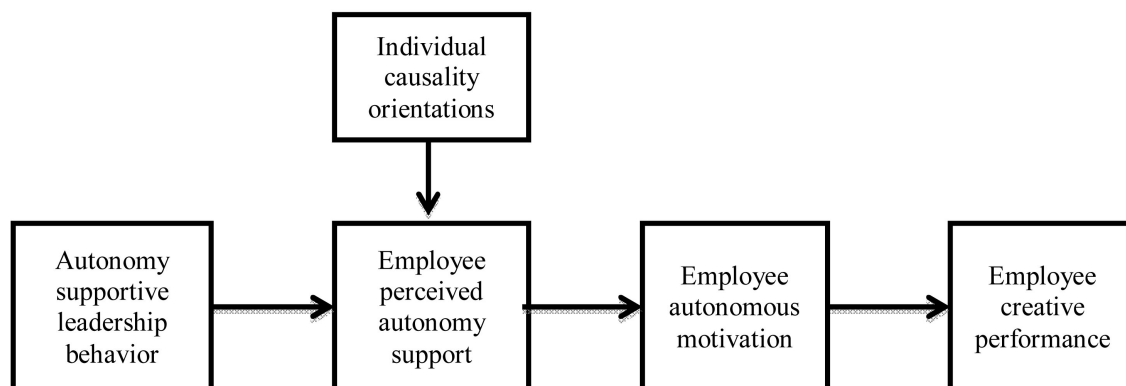 Individual
causality
orientations
Autonomy
supportive
leadership
behavior
Employee
perceived
autonomy
support
Employee
autonomous
motivation
Employee
creative
performance